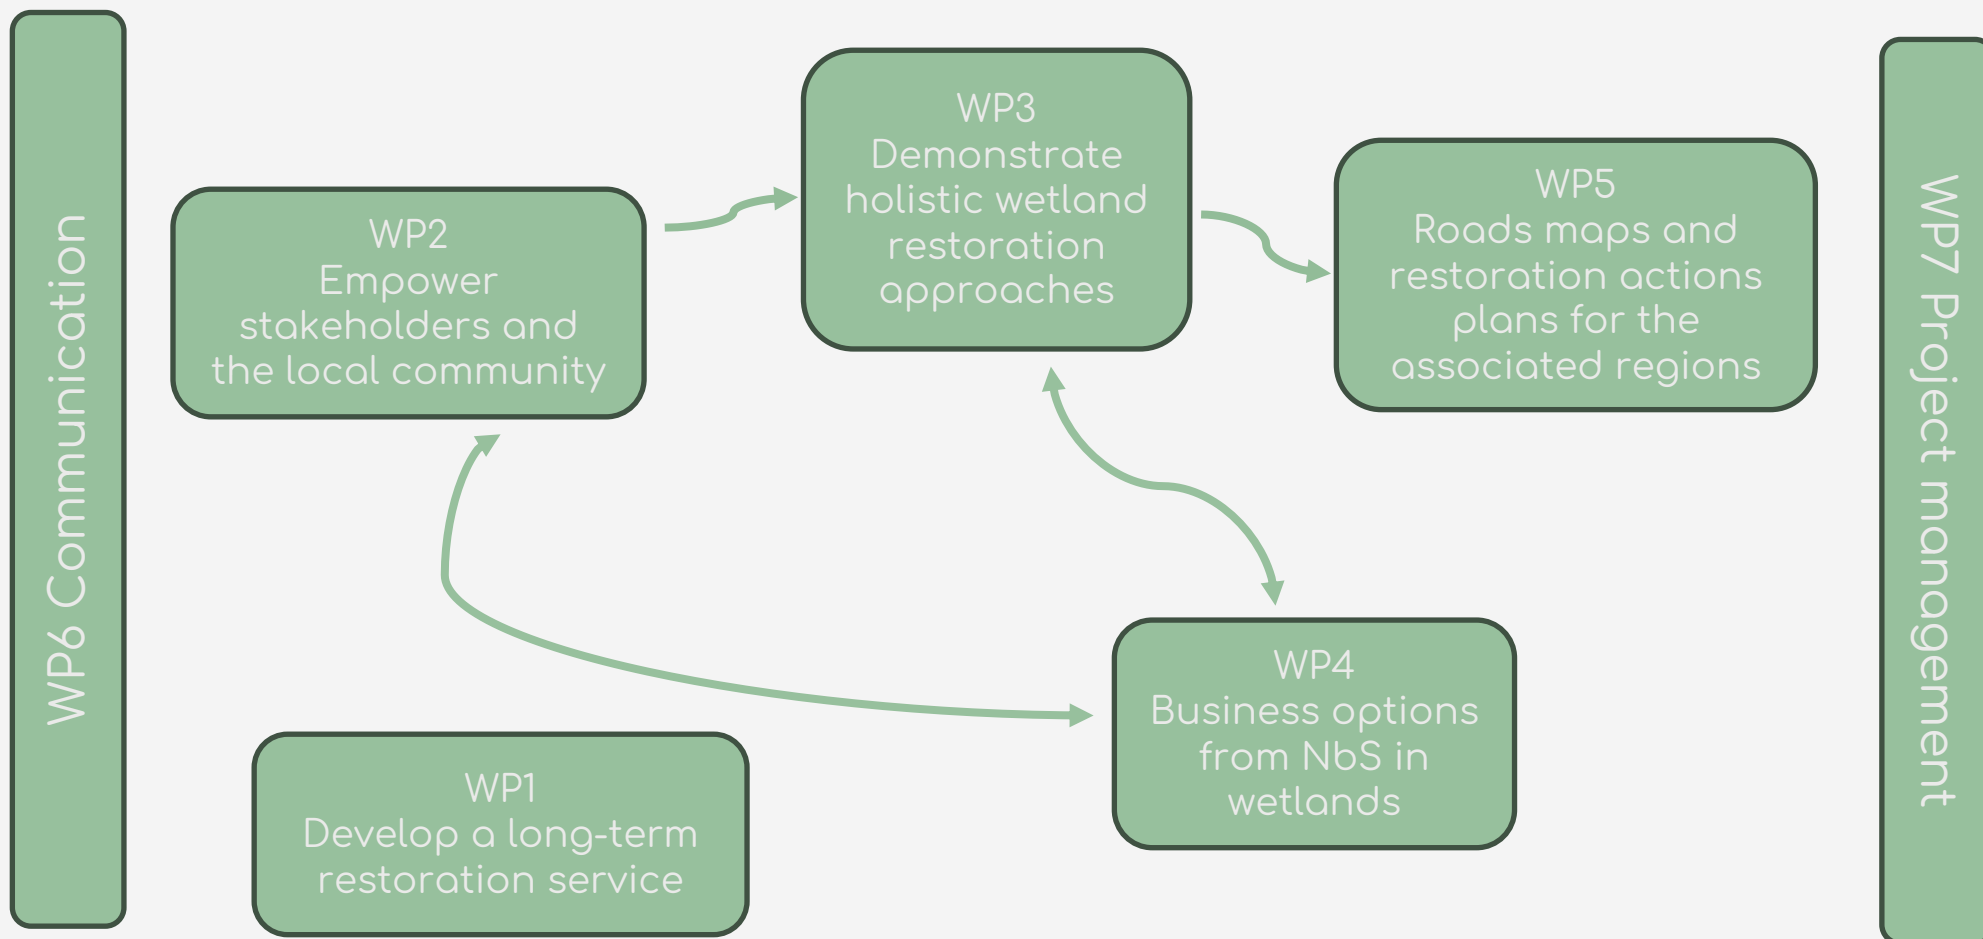 WP6 Communication
WP2
Empower
stakeholders and
the local community
WP3
Demonstrate
holistic wetland
restoration
approaches
WP5
Roads maps and
restoration actions
plans for the
associated regions
WP1
Develop a long-term
restoration service
WP4
Business options
from NbS in
wetlands
WP7 Project management